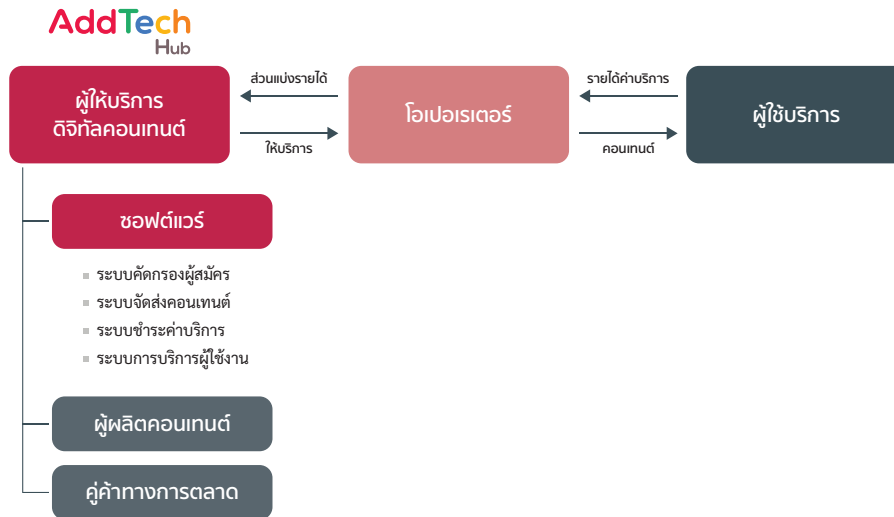 AddTech
Hub
ผู้ให้บริการ
ดิจิทัลคอนเทนต์
ส่วนแบ่งรายได้
ให้บริการ
โอเปอเรเตอร์
รายได้ค่าบริการ
คอนเทนต์
ผู้ใช้บริการ
ซอฟต์แวร์
ระบบคัดกรองผู้สมัคร
ระบบจัดส่งคอนเทนต์
ระบบชำระค่าบริการ
ระบบการบริการผู้ใช้งาน
ผู้ผลิตคอนเทนต์
คู่ค้าทางการตลาด